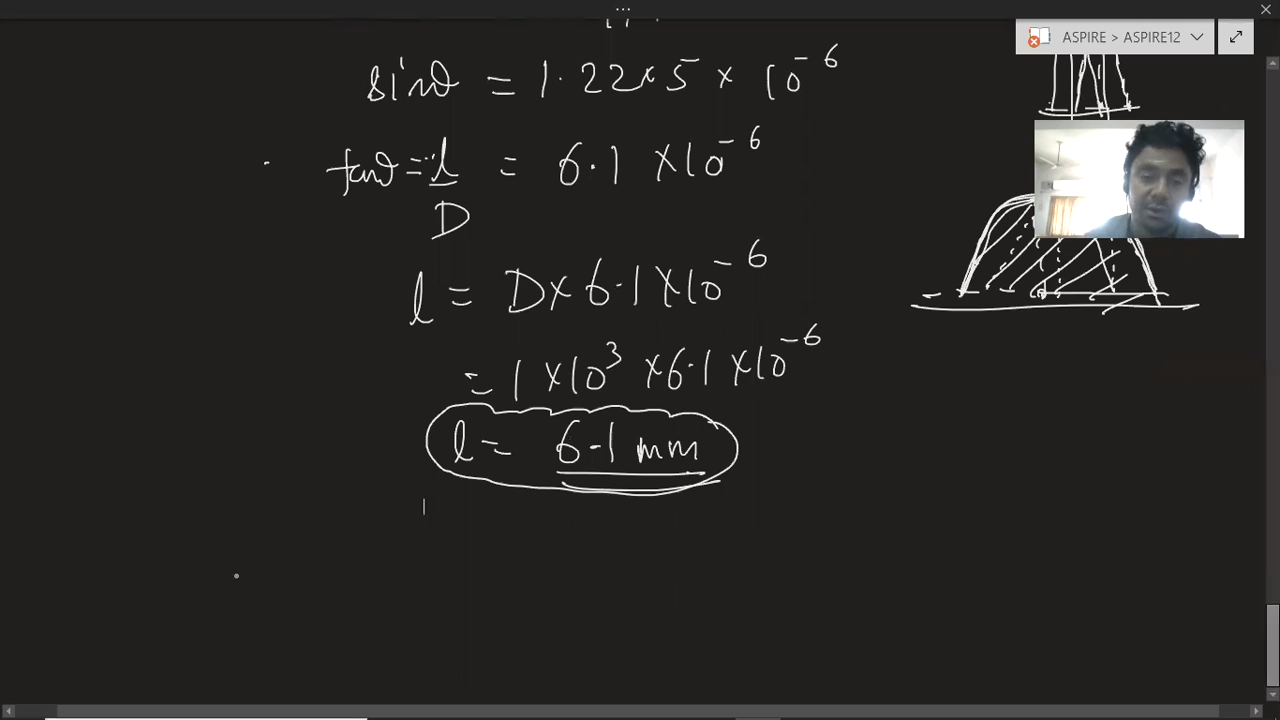 ASPIRE > ASPIRE12
sinθ = 1.22×5 × 10⁻⁶
tanθ = l/D = 6.1 ×10⁻⁶
l = D× 6.1×10⁻⁶
= 1 ×10³ ×6.1 ×10⁻⁶
l = 6.1 mm